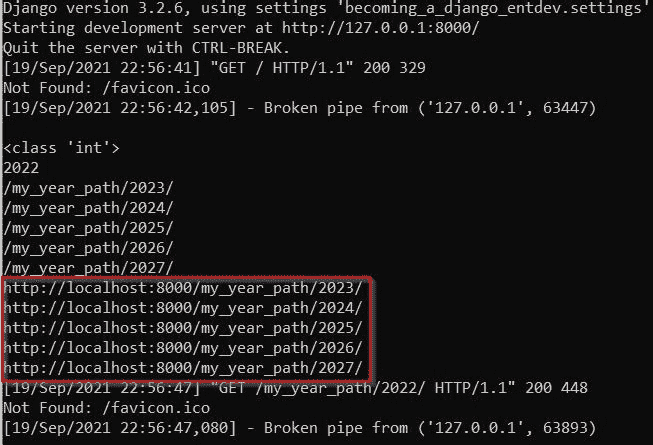 Django version 3.2.6, using settings 'becoming_a_django_entdev.settings'
Starting development server at http://127.0.0.1:8000/
Quit the server with CTRL-BREAK.
[19/Sep/2021 22:56:41] "GET / HTTP/1.1" 200 329
Not Found: /favicon.ico
[19/Sep/2021 22:56:42,105] - Broken pipe from ('127.0.0.1', 63447)
<class 'int'>
2022
/my_year_path/2023/
/my_year_path/2024/
/my_year_path/2025/
/my_year_path/2026/
/my_year_path/2027/
http://localhost:8000/my_year_path/2023/
http://localhost:8000/my_year_path/2024/
http://localhost:8000/my_year_path/2025/
http://localhost:8000/my_year_path/2026/
http://localhost:8000/my_year_path/2027/
[19/Sep/2021 22:56:47] "GET /my_year_path/2022/ HTTP/1.1" 200 448
Not Found: /favicon.ico
[19/Sep/2021 22:56:47,080] - Broken pipe from ('127.0.0.1', 63893)